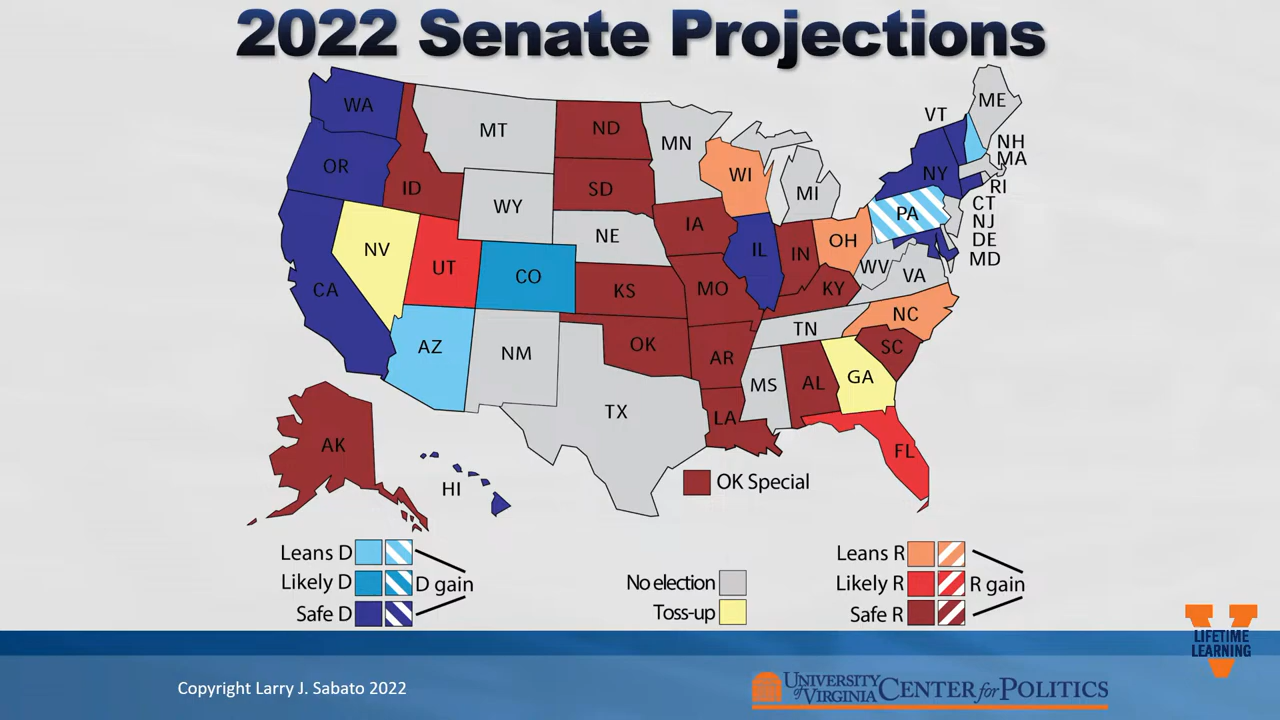 2022 Senate Projections
WA
MT
ND
MN
VT
ME
OR
ID
SD
WI
MI
NY
NH
MA
RI
CT
NJ
DE
MD
WY
NE
IA
IL
IN
OH
PA
WV
VA
NV
UT
CO
KS
MO
KY
NC
CA
AZ
NM
OK
AR
TN
SC
MS
AL
GA
TX
LA
FL
AK
HI
OK Special
Leans D
Likely D
Safe D
D gain
No election
Toss-up
Leans R
Likely R
Safe R
R gain
V
LIFETIME
LEARNING
Copyright Larry J. Sabato 2022
UNIVERSITY of VIRGINIA CENTER for POLITICS